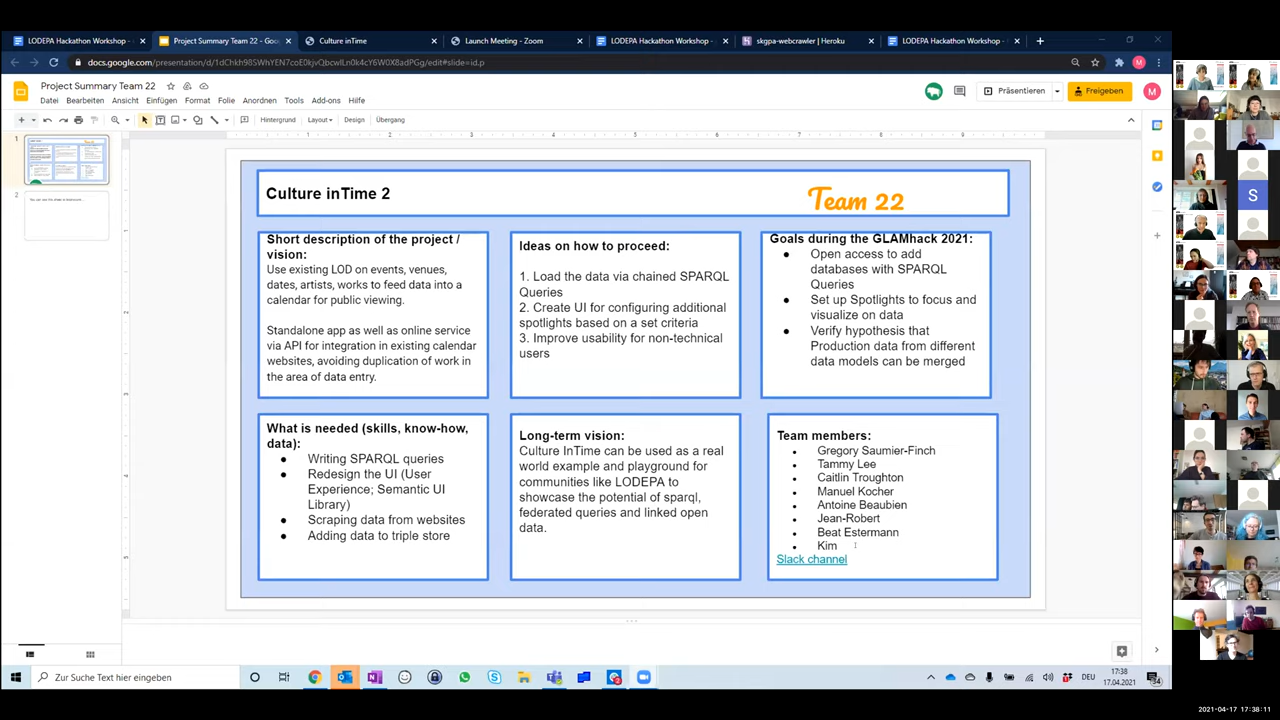 LODEPA Hackathon Workshop -
Project Summary Team 22 - Goo
Culture inTime
Launch Meeting - Zoom
LODEPA Hackathon Workshop -
skgpa-webcrawler | Heroku
LODEPA Hackathon Workshop -
Project Summary Team 22
Datei Bearbeiten Ansicht Einfügen Format Folie Anordnen Tools Add-ons Hilfe
Präsentieren
Freigeben
M
Hintergrund Layout Design Übergang
1
2
Culture inTime 2
Team 22
Short description of the project /
vision:
Use existing LOD on events, venues,
dates, artists, works to feed data into a
calendar for public viewing.
Standalone app as well as online service
via API for integration in existing calendar
websites, avoiding duplication of work in
the area of data entry.
Ideas on how to proceed:
1. Load the data via chained SPARQL
Queries
2. Create UI for configuring additional
spotlights based on a set criteria
3. Improve usability for non-technical
users
Goals during the GLAMhack 2021:
● Open access to add
databases with SPARQL
Queries
● Set up Spotlights to focus and
visualize on data
● Verify hypothesis that
Production data from different
data models can be merged
What is needed (skills, know-how,
data):
● Writing SPARQL queries
● Redesign the UI (User
Experience; Semantic UI
Library)
● Scraping data from websites
● Adding data to triple store
Long-term vision:
Culture InTime can be used as a real
world example and playground for
communities like LODEPA to
showcase the potential of sparql,
federated queries and linked open
data.
Team members:
● Gregory Saumier-Finch
● Tammy Lee
● Caitlin Troughton
● Manuel Kocher
● Antoine Beaubien
● Jean-Robert
● Beat Estermann
● Kim
Slack channel
S
Zur Suche Text hier eingeben
DEU
17:38
17.04.2021
2021-04-17 17:38:11